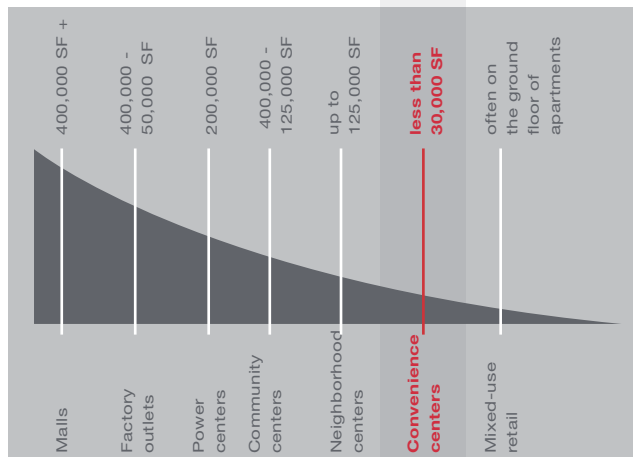 400,000 SF +
400,000 -
50,000 SF
200,000 SF
400,000 -
125,000 SF
up to
125,000 SF
less than
30,000 SF
often on
the ground
floor of
apartments
Malls
Factory
outlets
Power
centers
Community
centers
Neighborhood
centers
Convenience
centers
Mixed-use
retail